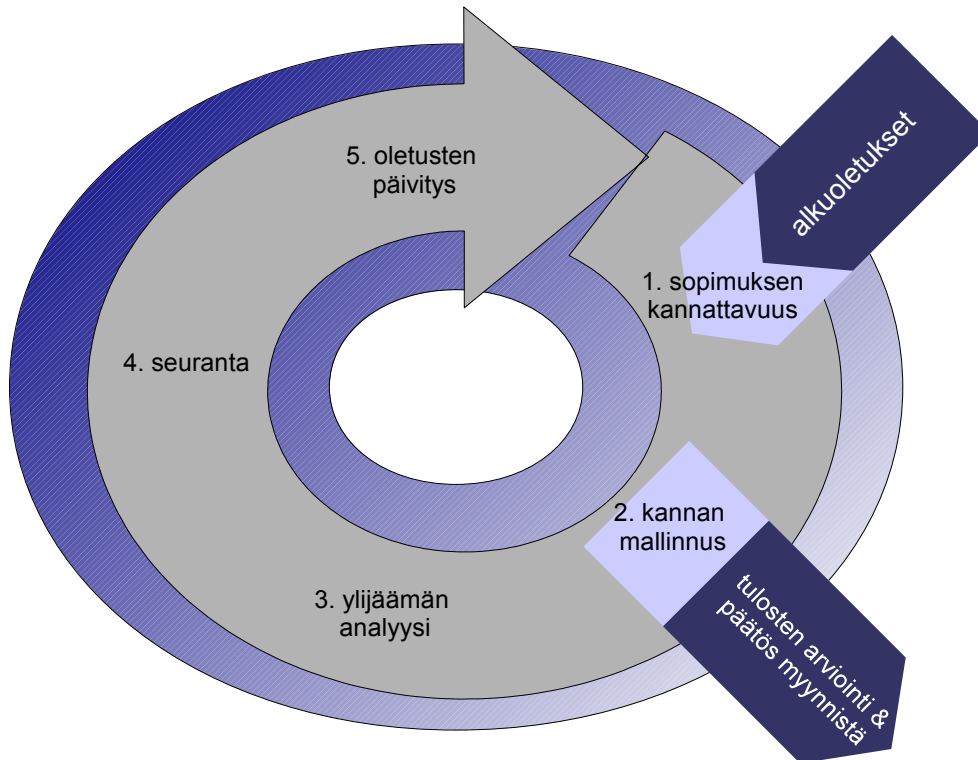 alkuoletukset
1. sopimuksen
kannattavuus
2. kannan
mallinnus
tulosten arviointi &
päätös myynnistä
3. ylijäämän
analyysi
4. seuranta
5. oletusten
päivitys